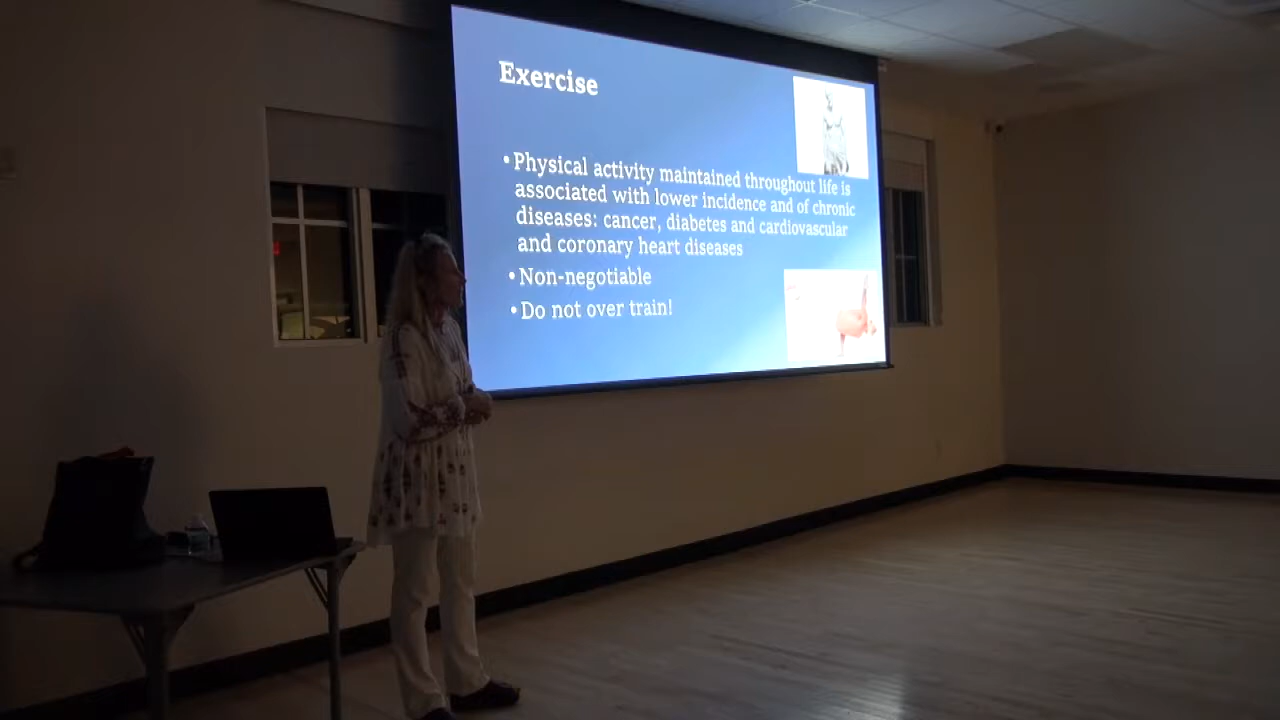 Exercise
•Physical activity maintained throughout life is
associated with lower incidence and of chronic
diseases: cancer, diabetes and cardiovascular
and coronary heart diseases
•Non-negotiable
•Do not over train!